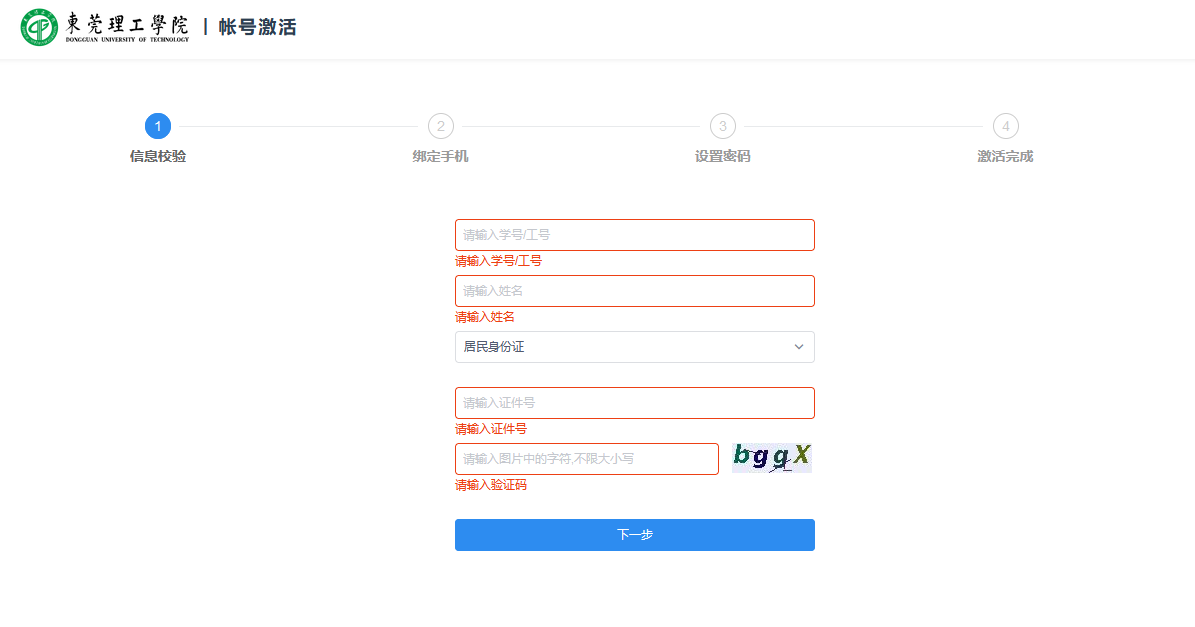 東莞理工學院 | 帐号激活
DONGGUAN UNIVERSITY OF TECHNOLOGY
1 2 3 4
信息校验 绑定手机 设置密码 激活完成
请输入学号/工号
请输入学号/工号
请输入姓名
请输入姓名
居民身份证
请输入证件号
请输入证件号
请输入图片中的字符,不限大小写 bggX
请输入验证码
下一步